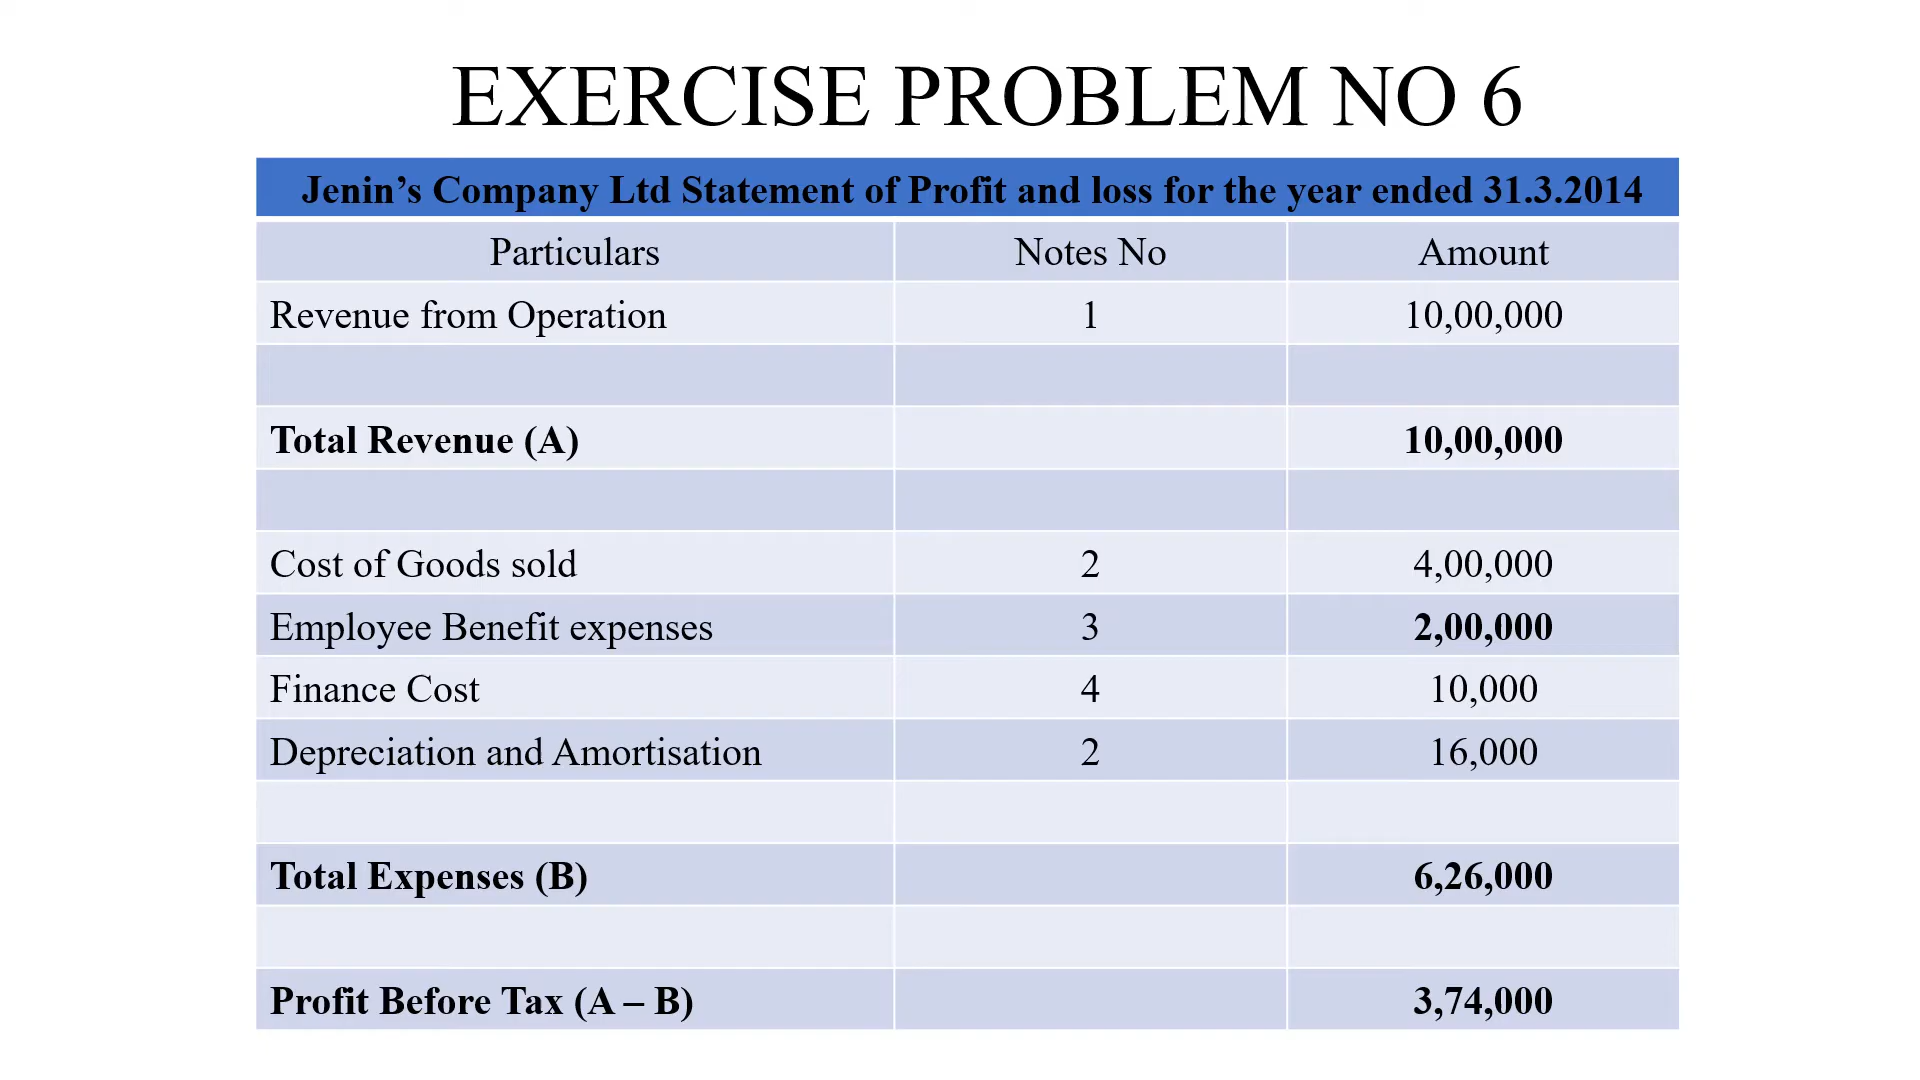 EXERCISE PROBLEM NO 6
Jenin’s Company Ltd Statement of Profit and loss for the year ended 31.3.2014
Particulars Notes No Amount
Revenue from Operation 1 10,00,000
Total Revenue (A) 10,00,000
Cost of Goods sold 2 4,00,000
Employee Benefit expenses 3 2,00,000
Finance Cost 4 10,000
Depreciation and Amortisation 2 16,000
Total Expenses (B) 6,26,000
Profit Before Tax (A – B) 3,74,000